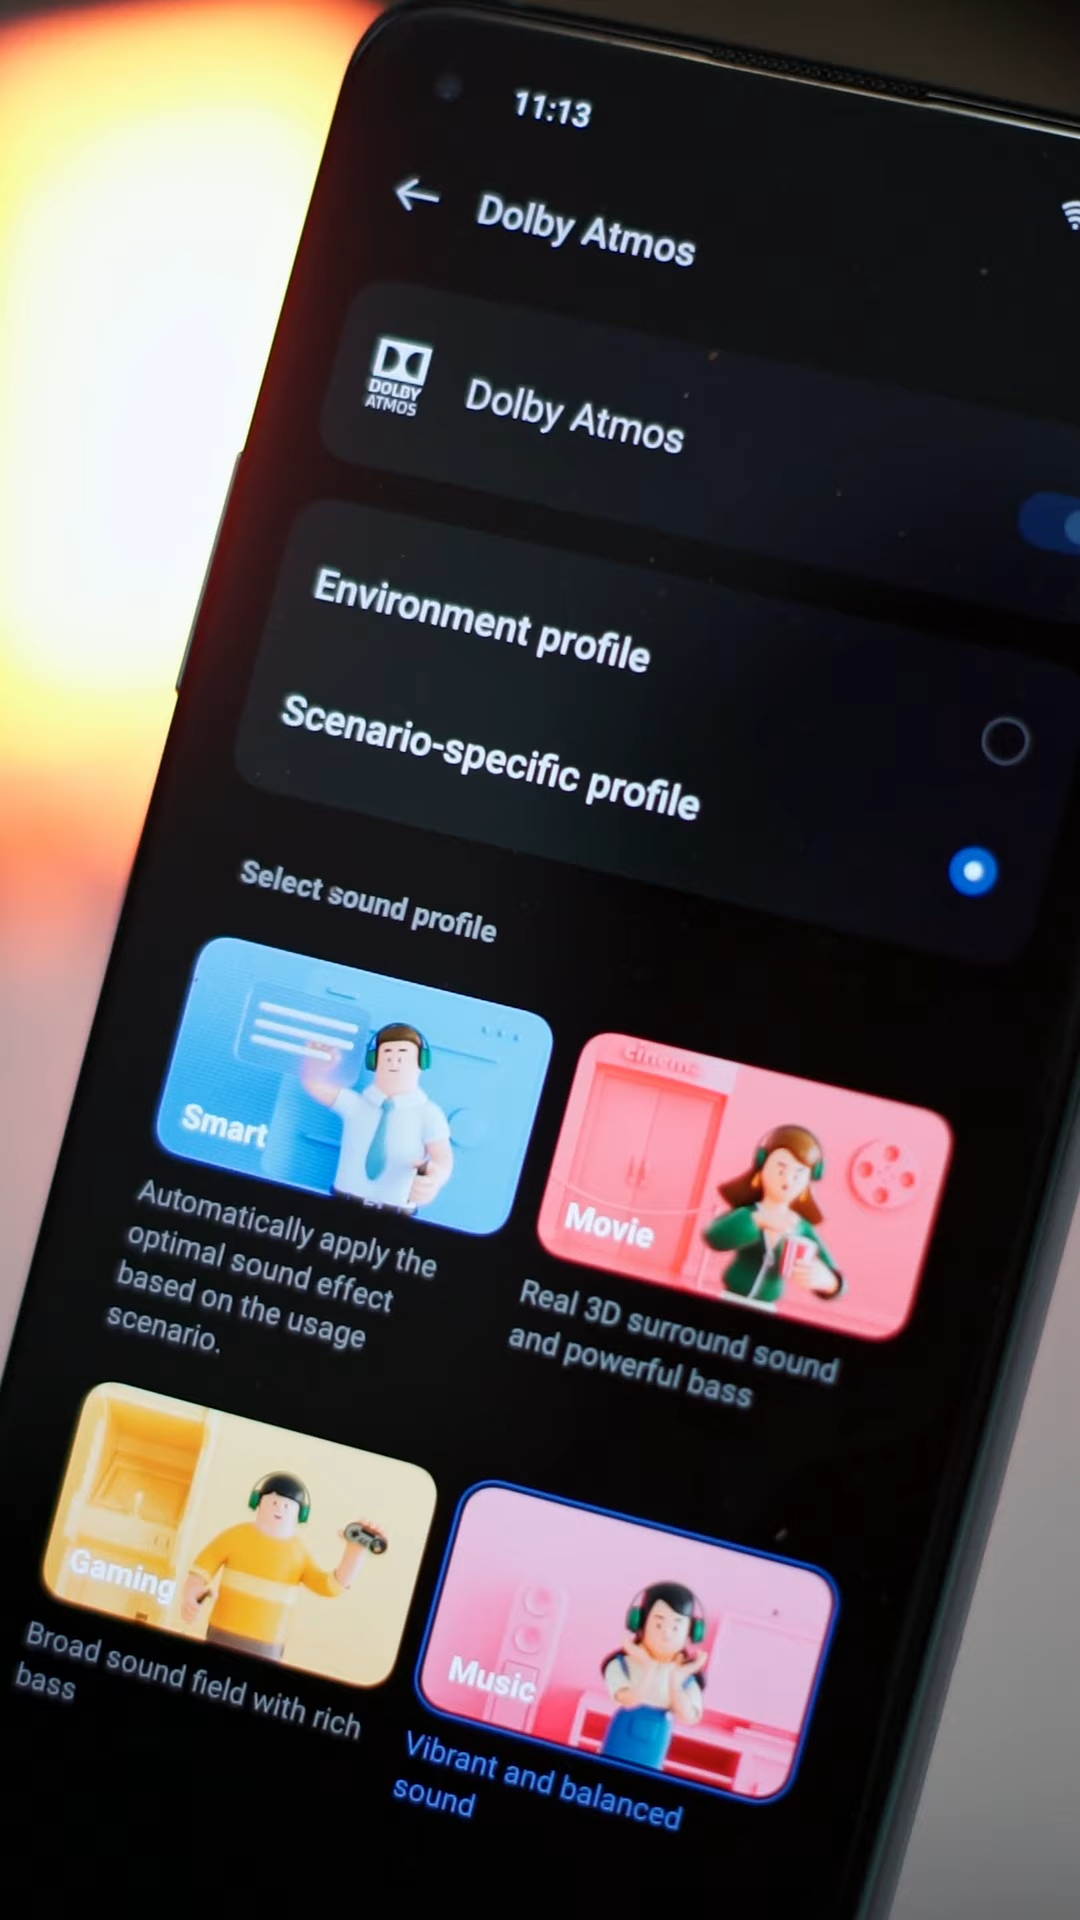 11:13
Dolby Atmos
DOLBY
ATMOS
Dolby Atmos
Environment profile
Scenario-specific profile
Select sound profile
Smart
Automatically apply the
optimal sound effect
based on the usage
scenario.
cinema
Movie
Real 3D surround sound
and powerful bass
Gaming
Broad sound field with rich
bass
Music
Vibrant and balanced
sound